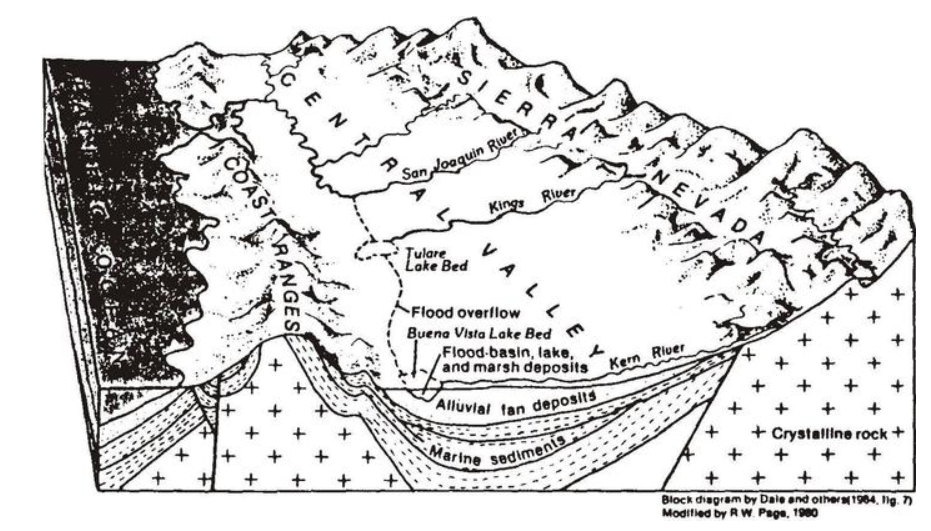 PACIFIC OCEAN
COAST RANGES
CENTRAL VALLEY
SIERRA NEVADA
San Joaquin River
Kings River
Tulare
Lake Bed
Flood overflow
Buena Vista Lake Bed
Flood-basin, lake,
and marsh deposits
Kern River
Alluvial fan deposits
Marine sediments
Crystalline rock
Block diagram by Dale and others(1964, fig. 7)
Modified by R.W. Page, 1980